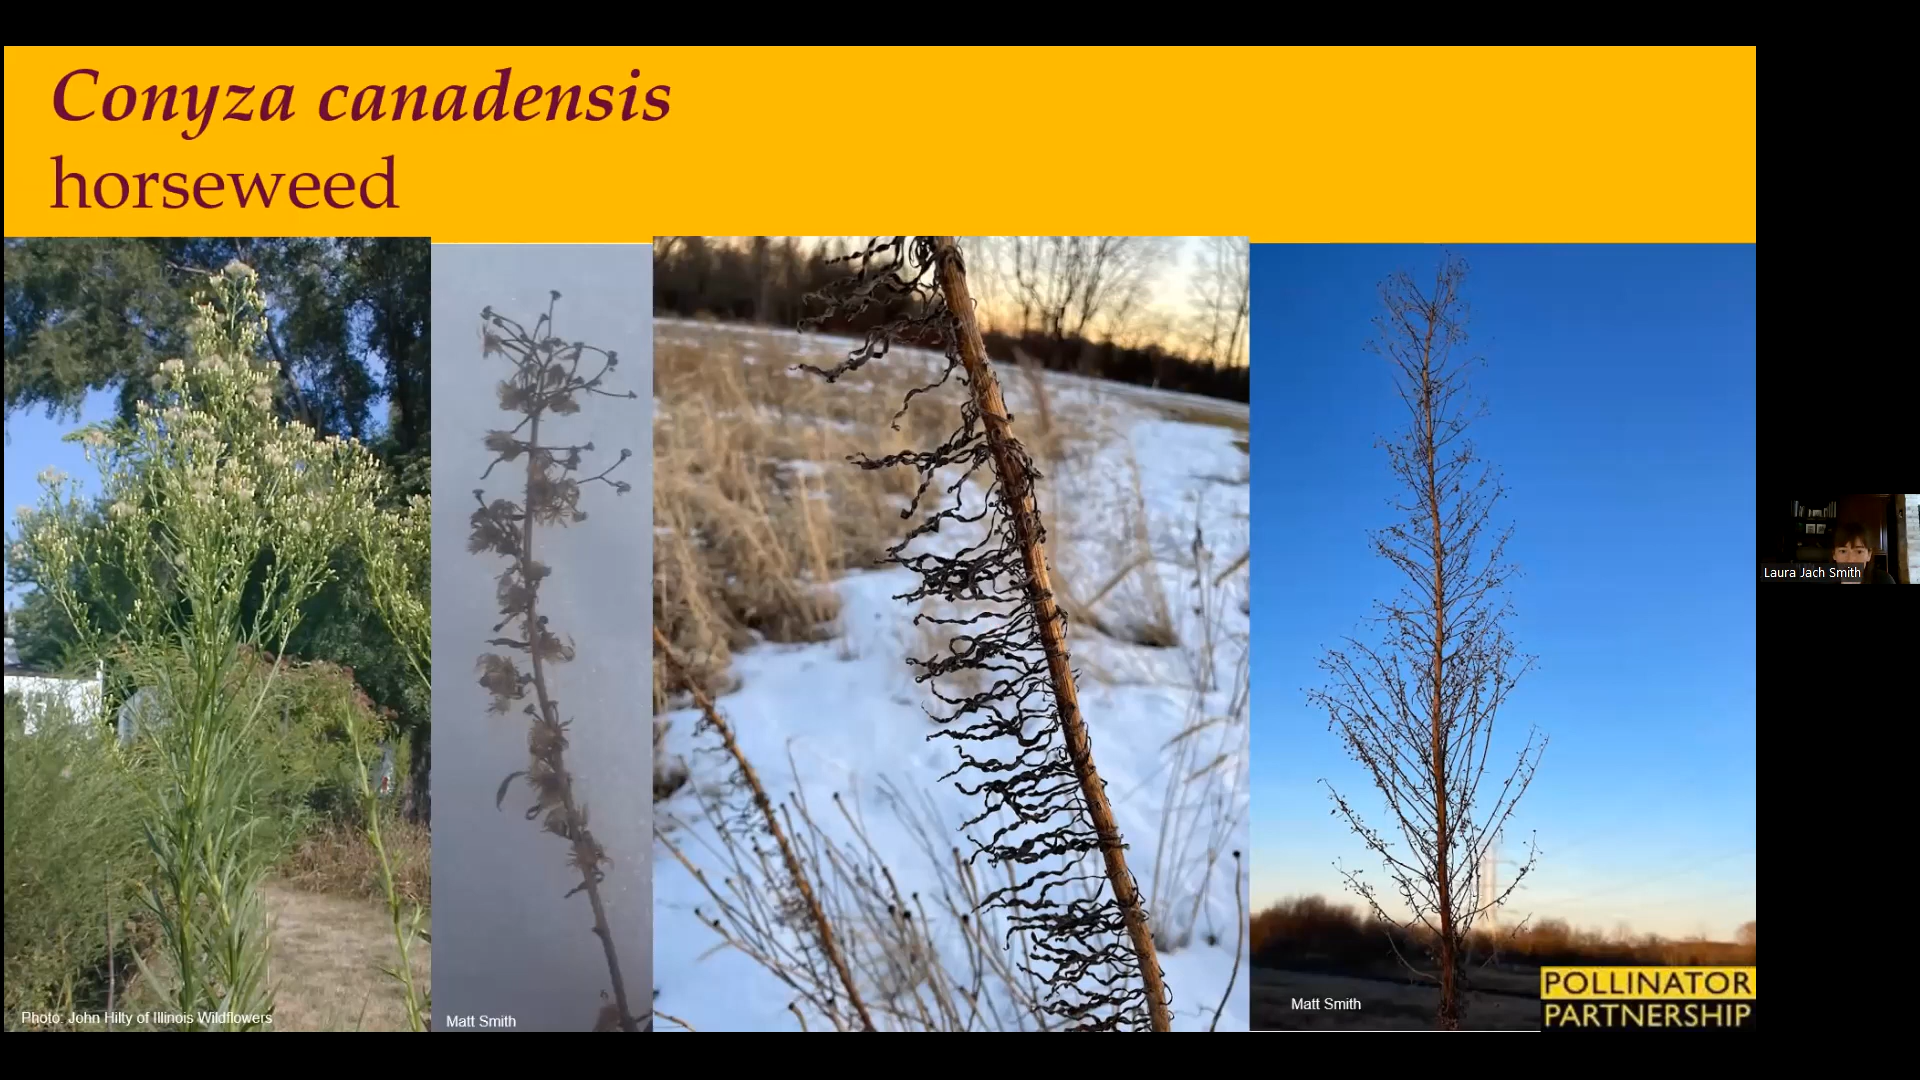 Conyza canadensis
horseweed
Photo: John Hilty of Illinois Wildflowers
Matt Smith
Matt Smith
POLLINATOR
PARTNERSHIP
Laura Jach Smith